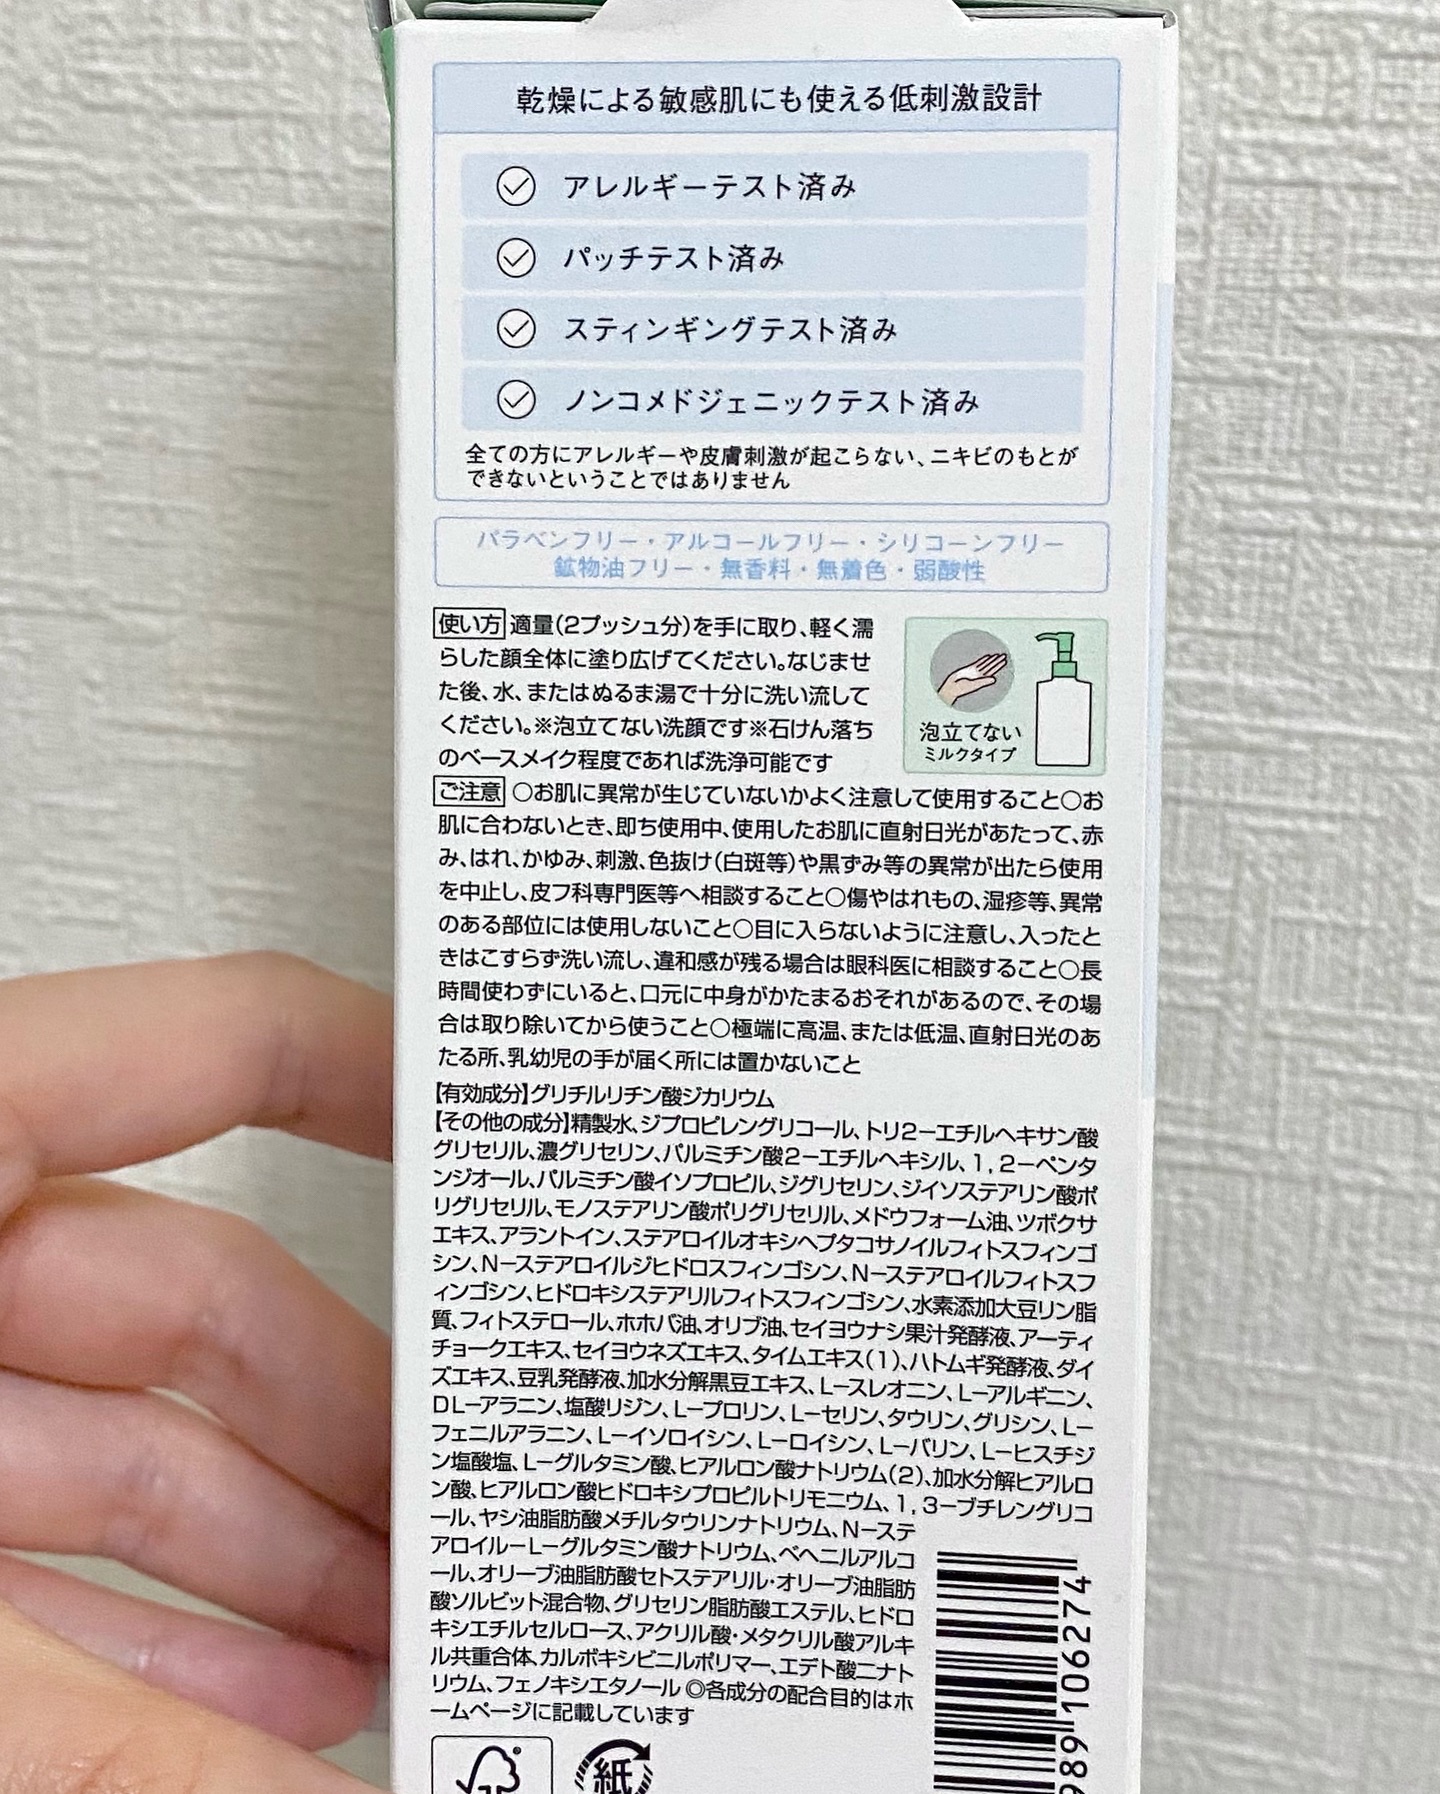 乾燥による敏感肌にも使える低刺激設計
アレルギーテスト済み
パッチテスト済み
スティンギングテスト済み
ノンコメドジェニックテスト済み
全ての方にアレルギーや皮膚刺激が起こらない、ニキビのもとが
できないということではありません
パラベンフリー・アルコールフリー・シリコーンフリー
鉱物油フリー・無香料・無着色・弱酸性
使い方 適量(2プッシュ分)を手に取り、軽く濡
らした顔全体に塗り広げてください。なじませ
た後、水、またはぬるま湯で十分に洗い流して
ください。※泡立てない洗顔です※石けん落ち
のベースメイク程度であれば洗浄可能です
泡立てない
ミルクタイプ
ご注意 ○お肌に異常が生じていないかよく注意して使用すること○お
肌に合わないとき、即ち使用中、使用したお肌に直射日光があたって、赤
み、はれ、かゆみ、刺激、色抜け(白斑等)や黒ずみ等の異常が出たら使用
を中止し、皮フ科専門医等へ相談すること○傷やはれもの、湿疹等、異常
のある部位には使用しないこと○目に入らないように注意し、入ったと
きはこすらず洗い流し、違和感が残る場合は眼科医に相談すること○長
時間使わずにいると、口元に中身がかたまるおそれがあるので、その場
合は取り除いてから使うこと○極端に高温、または低温、直射日光のあ
たる所、乳幼児の手が届く所には置かないこと
【有効成分】グリチルリチン酸ジカリウム
【その他の成分】精製水、ジプロピレングリコール、トリ2ーエチルヘキサン酸
グリセリル、濃グリセリン、パルミチン酸2ーエチルヘキシル、1,2ーペンタ
ンジオール、パルミチン酸イソプロピル、ジグリセリン、ジイソステアリン酸ポ
リグリセリル、モノステアリン酸ポリグリセリル、メドウフォーム油、ツボクサ
エキス、アラントイン、ステアロイルオキシヘプタコサノイルフィトスフィンゴ
シン、Nーステアロイルジヒドロスフィンゴシン、Nーステアロイルフィトスフ
ィンゴシン、ヒドロキシステアリルフィトスフィンゴシン、水素添加大豆リン脂
質、フィトステロール、ホホバ油、オリブ油、セイヨウナシ果汁発酵液、アーティ
チョークエキス、セイヨウネズエキス、タイムエキス(1)、ハトムギ発酵液、ダイ
ズエキス、豆乳発酵液、加水分解黒豆エキス、Lースレオニン、Lーアルギニン、
DLーアラニン、塩酸リジン、Lープロリン、Lーセリン、タウリン、グリシン、Lー
フェニルアラニン、Lーイソロイシン、Lーロイシン、Lーバリン、Lーヒスチジ
ン塩酸塩、Lーグルタミン酸、ヒアルロン酸ナトリウム(2)、加水分解ヒアルロ
ン酸、ヒアルロン酸ヒドロキシプロピルトリモニウム、1,3ーブチレングリコ
ール、ヤシ油脂肪酸メチルタウリンナトリウム、Nーステ
アロイルーLーグルタミン酸ナトリウム、ベヘニルアルコ
ール、オリーブ油脂肪酸セトステアリル・オリーブ油脂肪
酸ソルビット混合物、グリセリン脂肪酸エステル、ヒドロ
キシエチルセルロース、アクリル酸・メタクリル酸アルキ
ル共重合体、カルボキシビニルポリマー、エデト酸二ナト
リウム、フェノキシエタノール ◎各成分の配合目的はホ
ームページに記載しています
989106274
紙